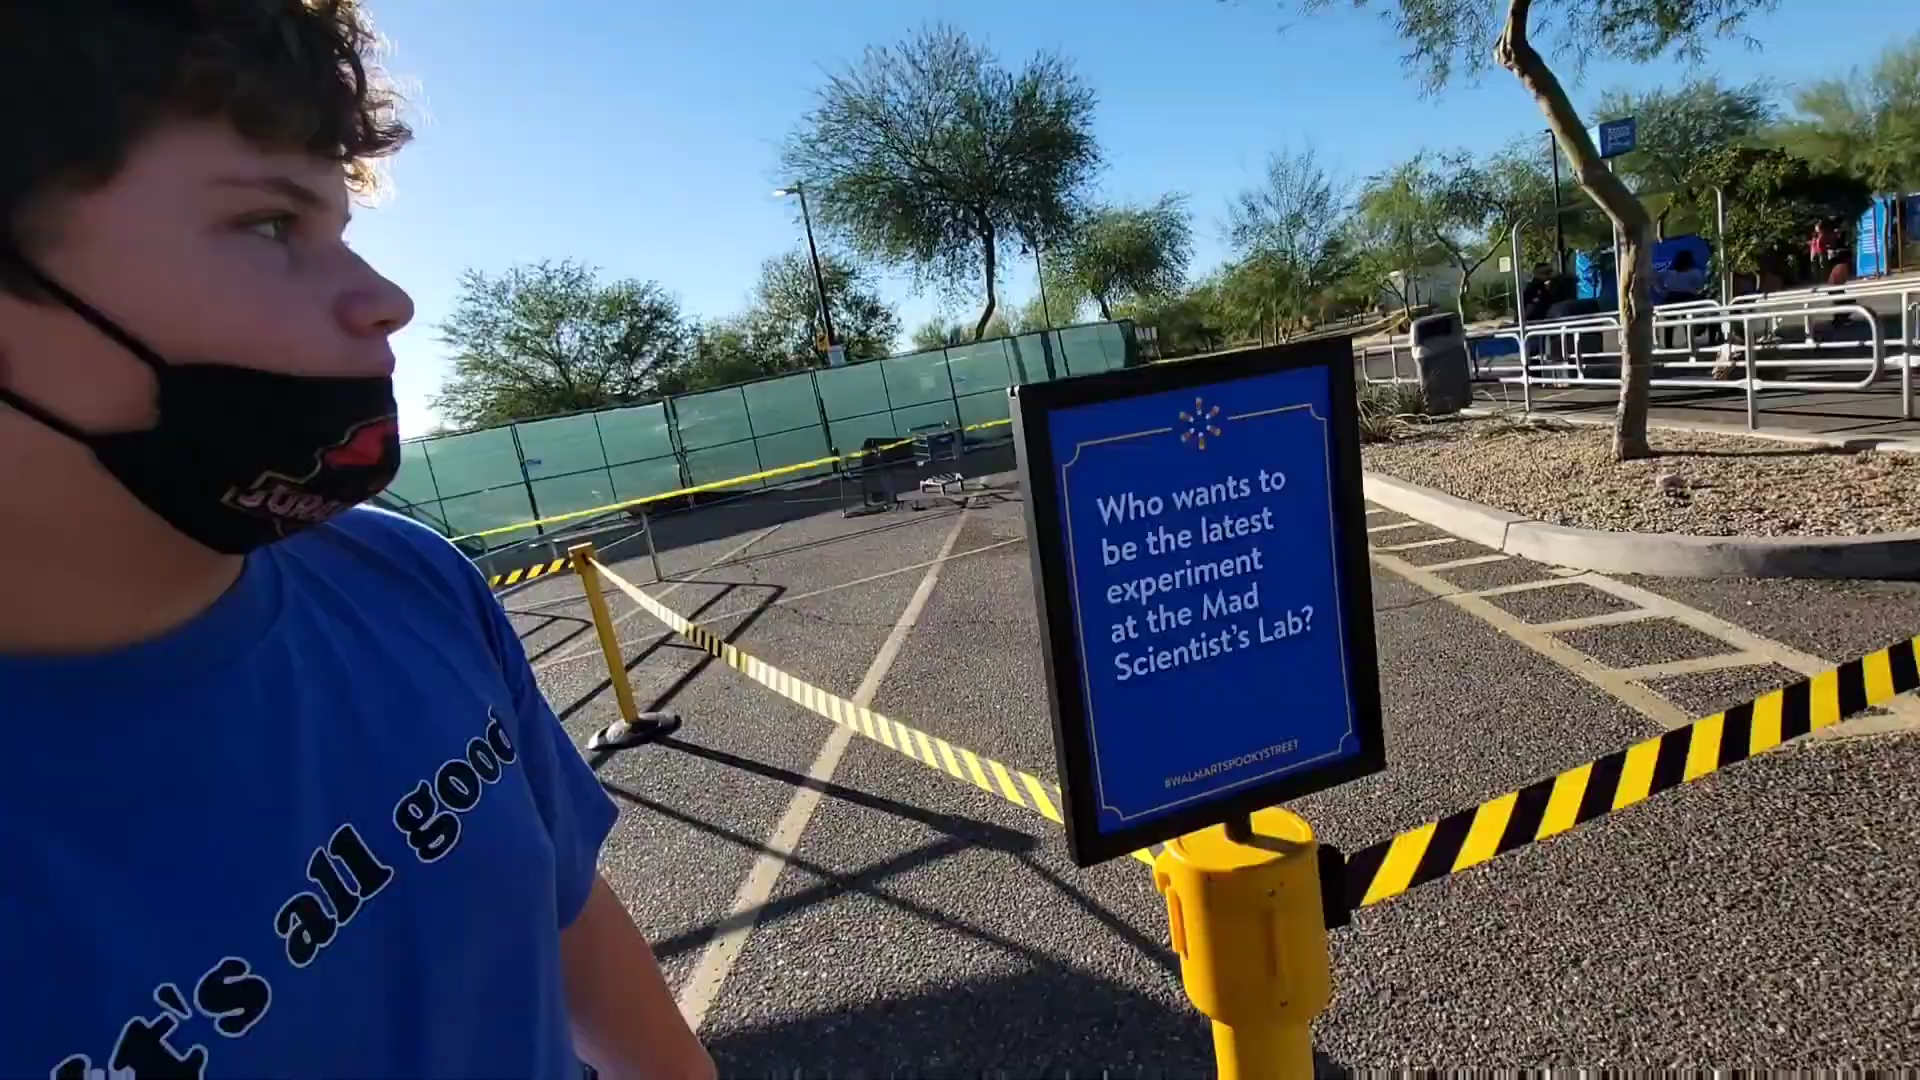 Who wants to
be the latest
experiment
at the Mad
Scientist's Lab?
#WALMARTSPOOKYSTREET
it's all good